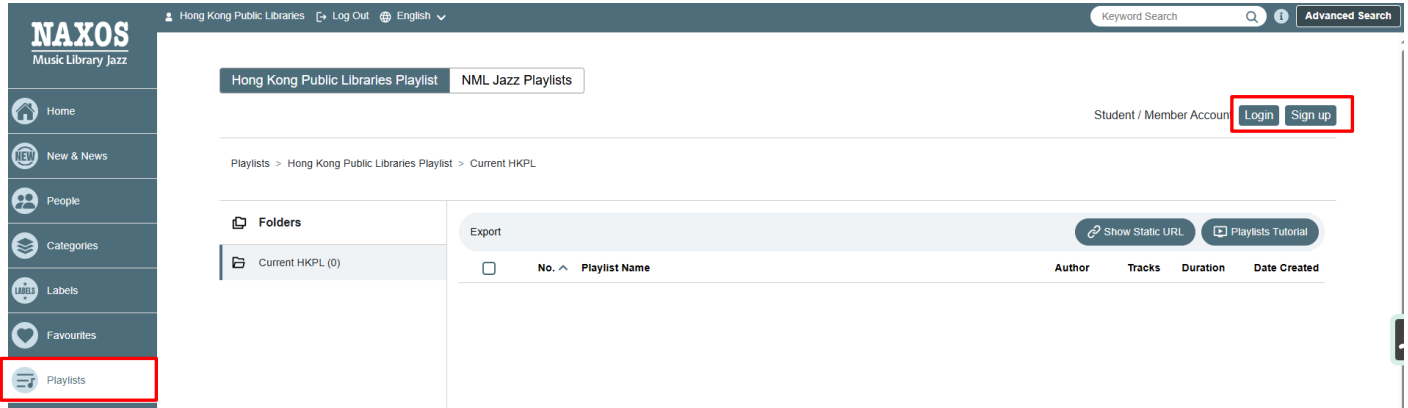 NAXOS
Music Library Jazz
Hong Kong Public Libraries Log Out English
Keyword Search
Advanced Search
Home
New & News
People
Categories
Labels
Favourites
Playlists
NEW
LABELS
Hong Kong Public Libraries Playlist NML Jazz Playlists
Student / Member Account Login Sign up
Playlists > Hong Kong Public Libraries Playlist > Current HKPL
Folders
Current HKPL (0)
Export Show Static URL Playlists Tutorial
No. Playlist Name Author Tracks Duration Date Created